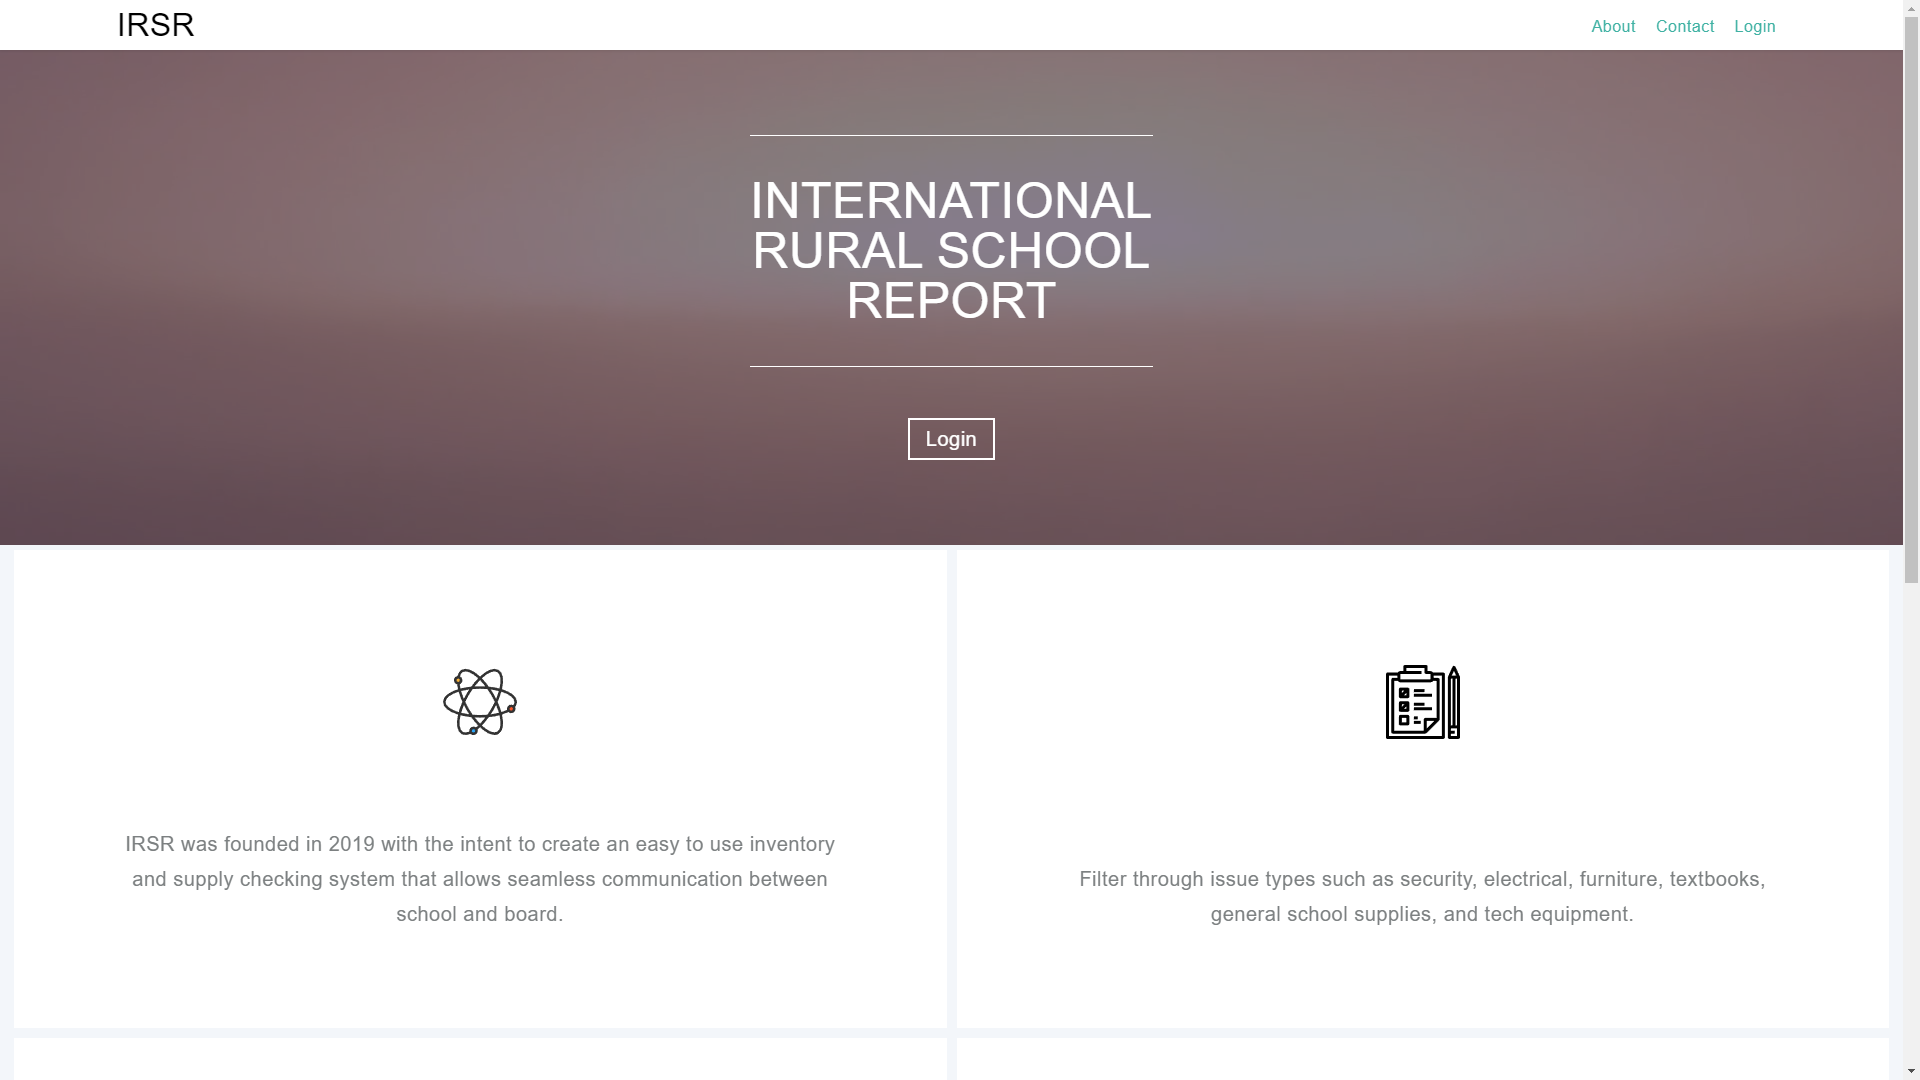 IRSR
About Contact Login
INTERNATIONAL
RURAL SCHOOL
REPORT
Login
IRSR was founded in 2019 with the intent to create an easy to use inventory
and supply checking system that allows seamless communication between
school and board.
Filter through issue types such as security, electrical, furniture, textbooks,
general school supplies, and tech equipment.